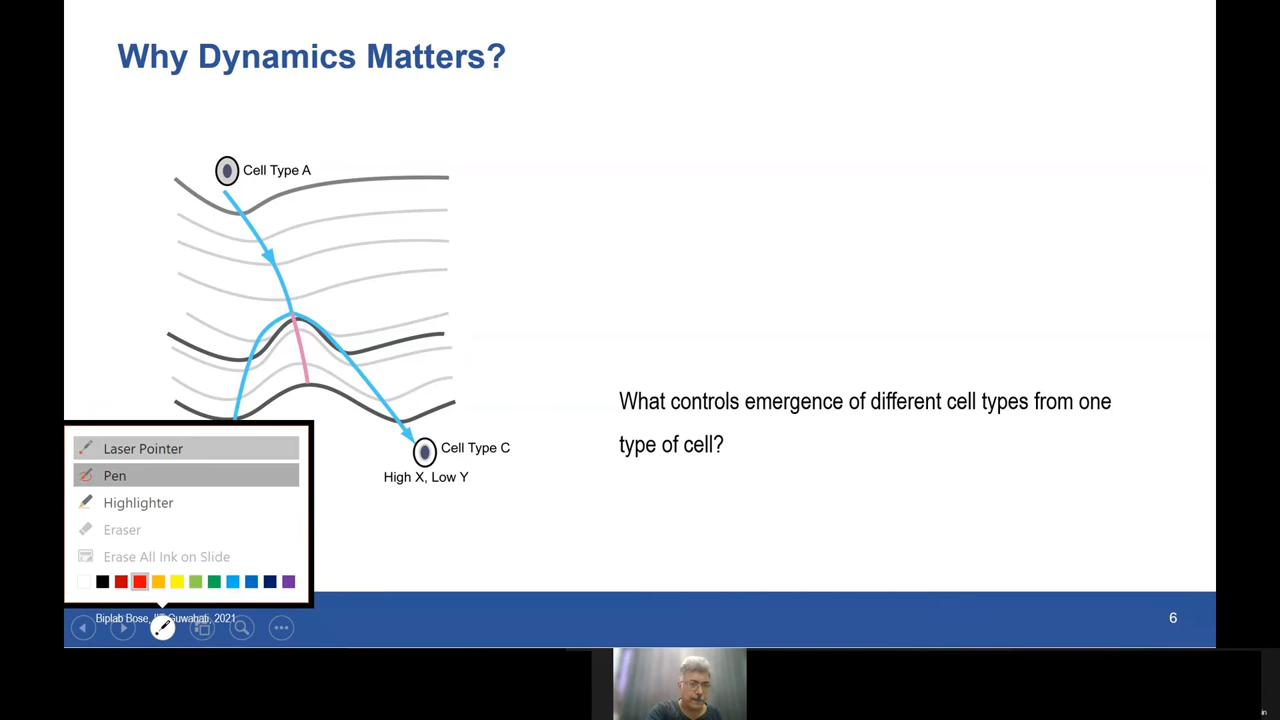 Why Dynamics Matters?
Cell Type A
What controls emergence of different cell types from one
type of cell?
Cell Type C
High X, Low Y
Laser Pointer
Pen
Highlighter
Eraser
Erase All Ink on Slide
Biplab Bose, IIT Guwahati, 2021
6
in